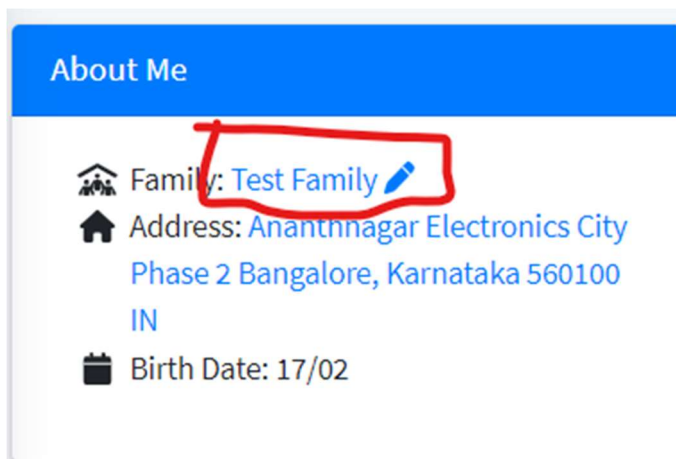 About Me
Family: Test Family
Address: Ananthnagar Electronics City
Phase 2 Bangalore, Karnataka 560100
IN
Birth Date: 17/02